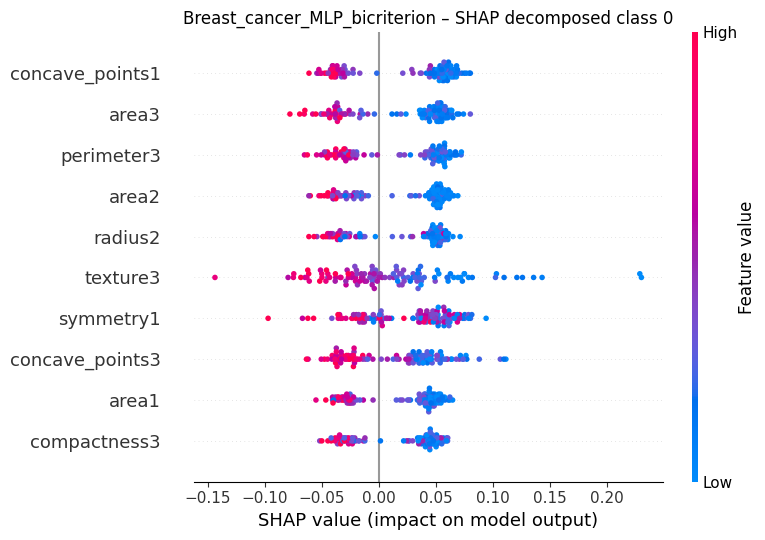 Breast_cancer_MLP_bicriterion – SHAP decomposed class 0
High
concave_points1
area3
perimeter3
area2
radius2
texture3
symmetry1
concave_points3
area1
compactness3
Feature value
Low
−0.15 −0.10 −0.05 0.00 0.05 0.10 0.15 0.20
SHAP value (impact on model output)